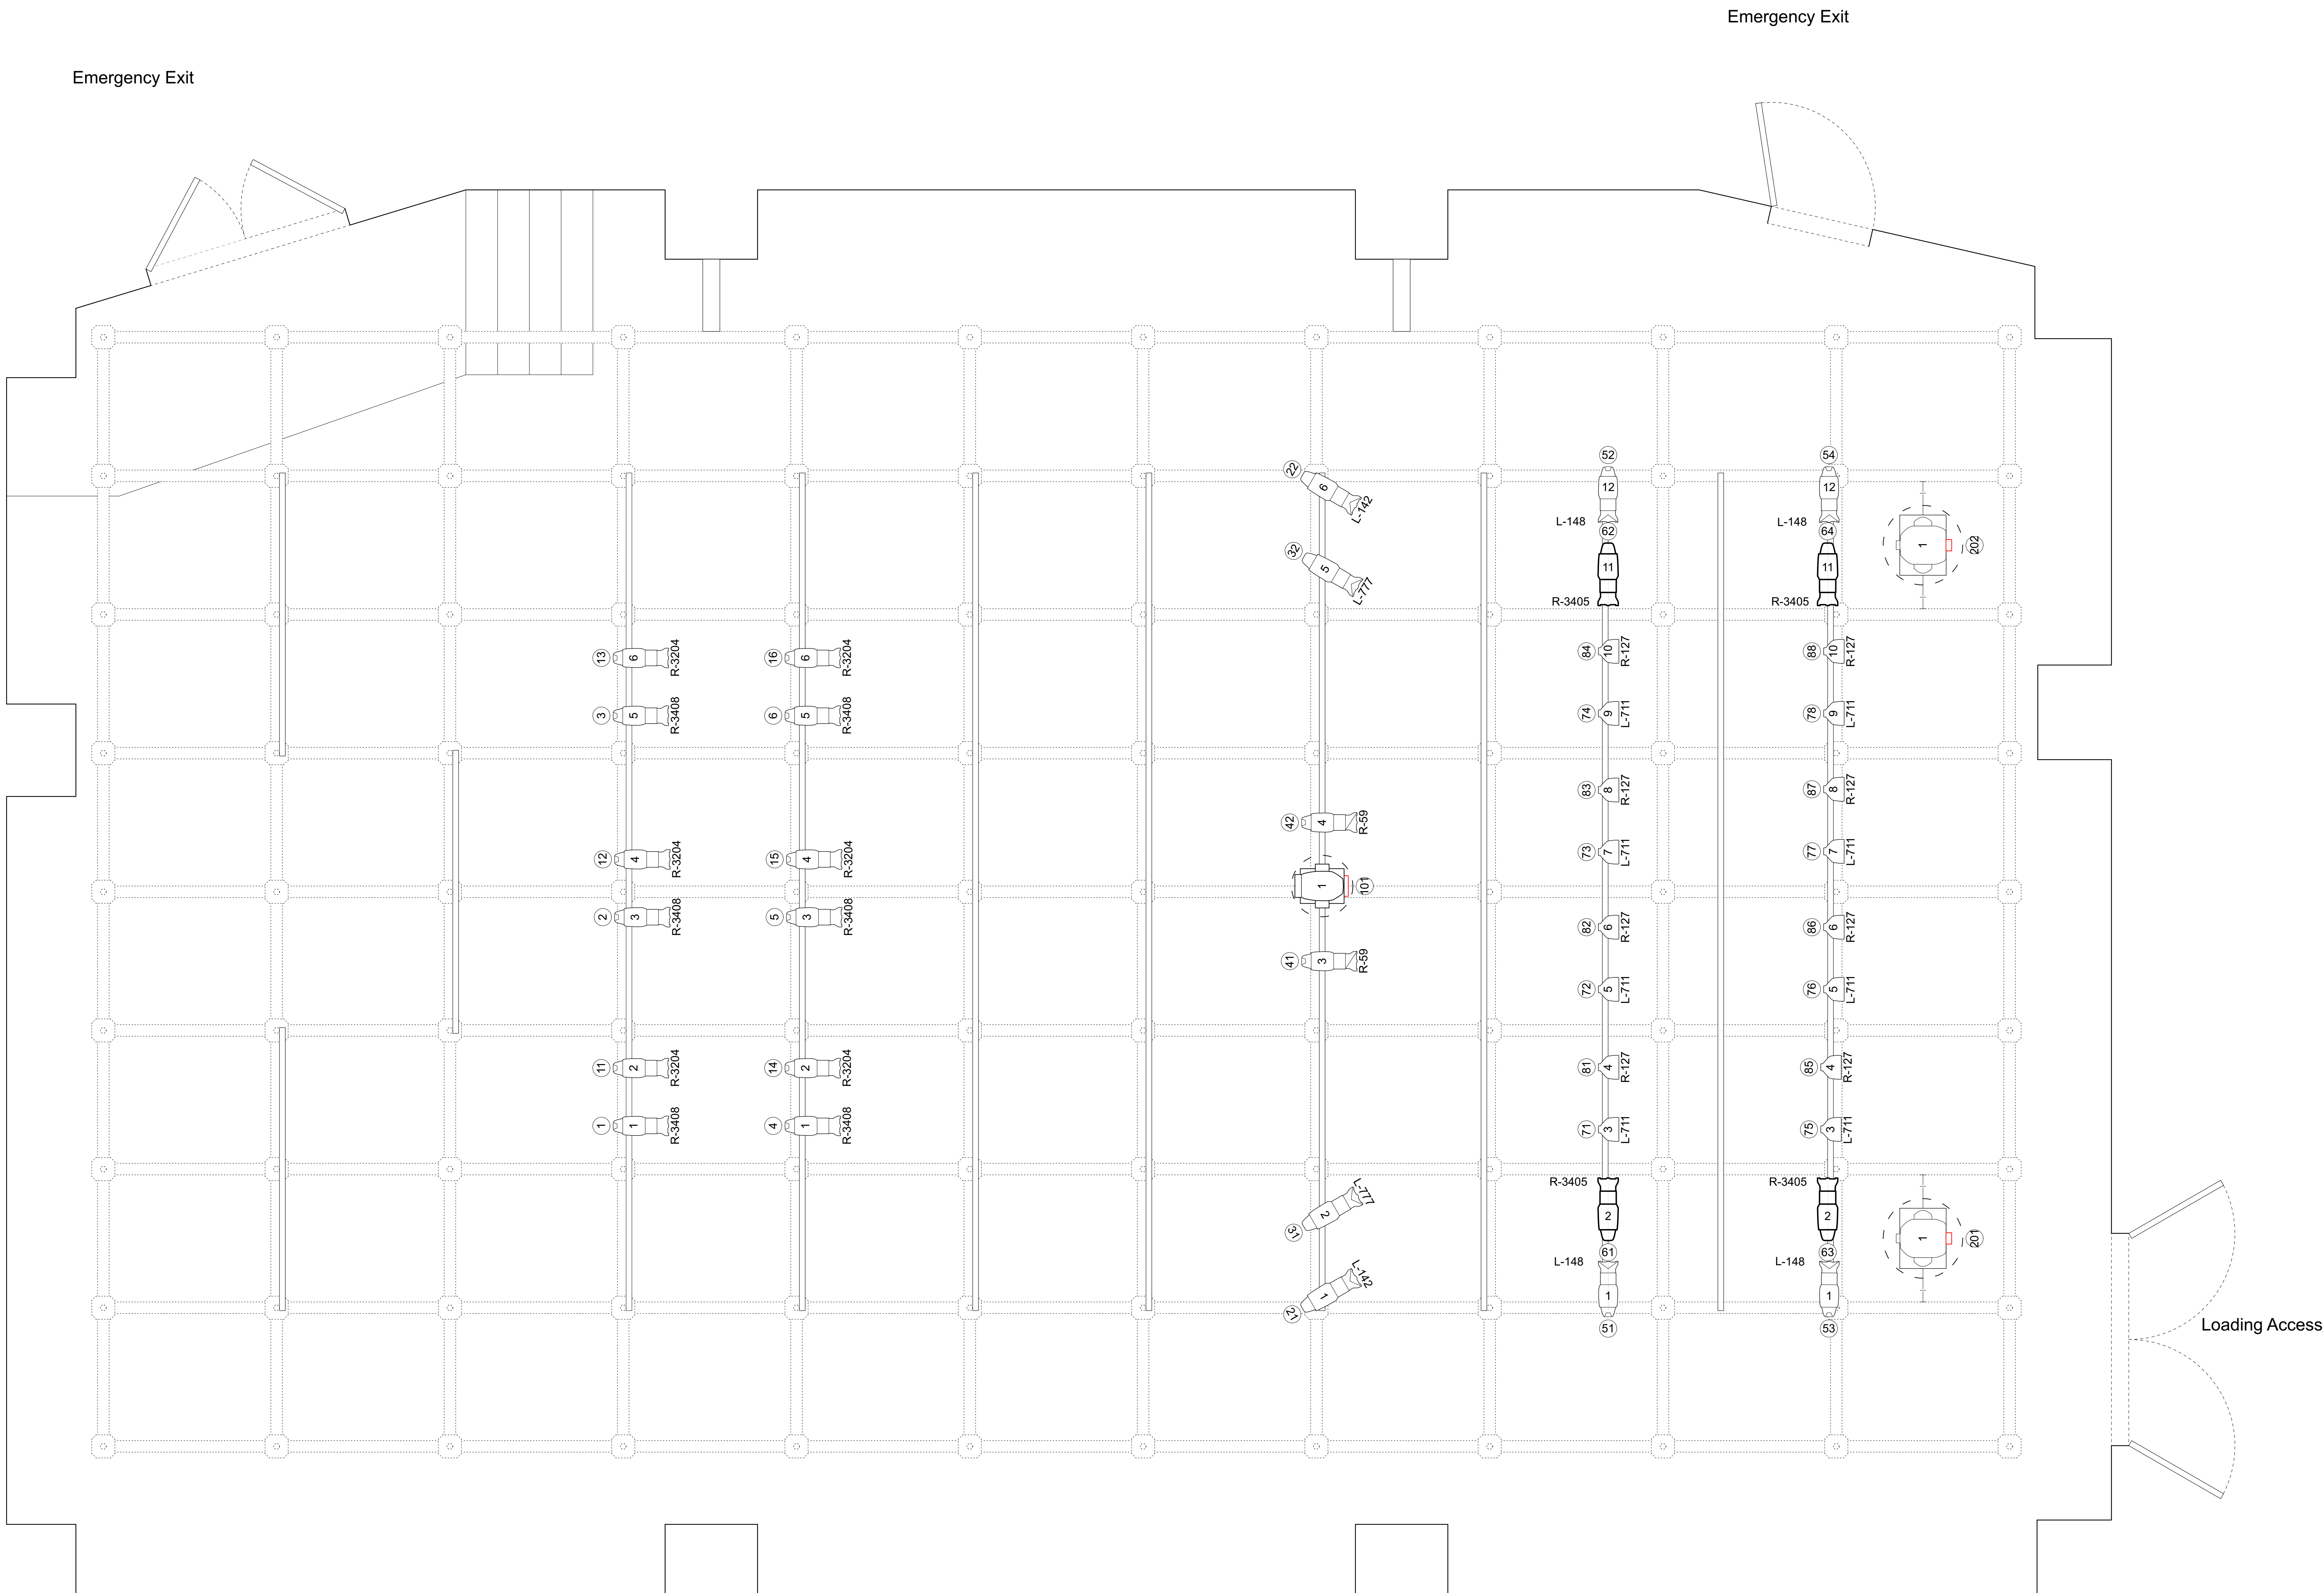 Emergency Exit
Emergency Exit
13 6 R-3204
3 5 R-3408
12 4 R-3204
2 3 R-3408
11 2 R-3204
1 1 R-3408
16 6 R-3204
6 5 R-3408
15 4 R-3204
5 3 R-3408
14 2 R-3204
4 1 R-3408
22 6 L-142
32 5 L-777
42 4 R-59
1 101
41 3 R-59
31 2 L-777
21 1 L-142
52
12
L-148
62
11
R-3405
84 10 R-127
74 9 L-711
83 8 R-127
73 7 L-711
82 6 R-127
72 5 L-711
81 4 R-127
71 3 L-711
R-3405
2
61
L-148
1
51
54
12
L-148
64
11
R-3405
88 10 R-127
78 9 L-711
87 8 R-127
77 7 L-711
86 6 R-127
76 5 L-711
85 4 R-127
75 3 L-711
R-3405
2
63
L-148
1
53
1 202
1 201
Loading Access